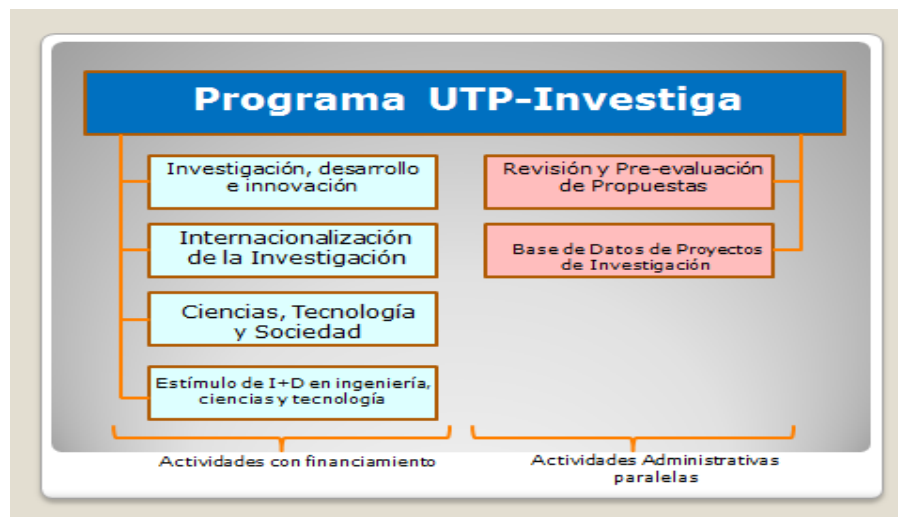 Programa UTP-Investiga
Investigación, desarrollo
e innovación
Internacionalización
de la Investigación
Ciencias, Tecnología
y Sociedad
Estímulo de I+D en ingeniería,
ciencias y tecnología
Actividades con financiamiento
Revisión y Pre-evaluación
de Propuestas
Base de Datos de Proyectos
de Investigación
Actividades Administrativas
paralelas